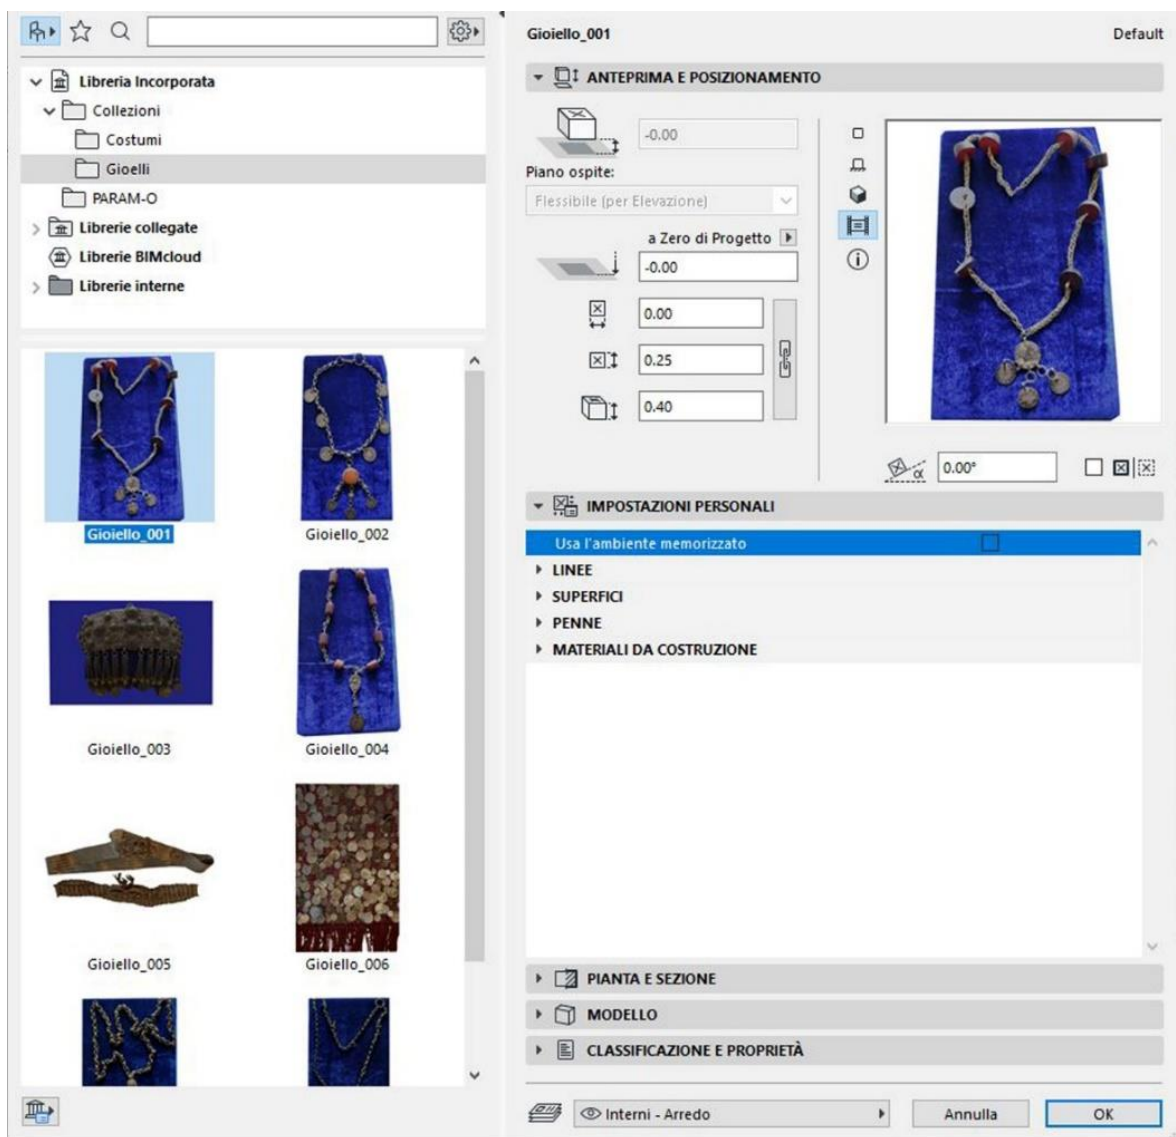 Libreria Incorporata
Collezioni
Costumi
Gioelli
PARAM-O
Librerie collegate
Librerie BIMcloud
Librerie interne
Gioiello_001
Gioiello_002
Gioiello_003
Gioiello_004
Gioiello_005
Gioiello_006
Gioiello_001 Default
ANTEPRIMA E POSIZIONAMENTO
-0.00
Piano ospite:
Flessibile (per Elevazione)
a Zero di Progetto
-0.00
0.00
0.25
0.40
α 0.00°
IMPOSTAZIONI PERSONALI
Usa l'ambiente memorizzato
LINEE
SUPERFICI
PENNE
MATERIALI DA COSTRUZIONE
PIANTA E SEZIONE
MODELLO
CLASSIFICAZIONE E PROPRIETÀ
Interni - Arredo Annulla OK